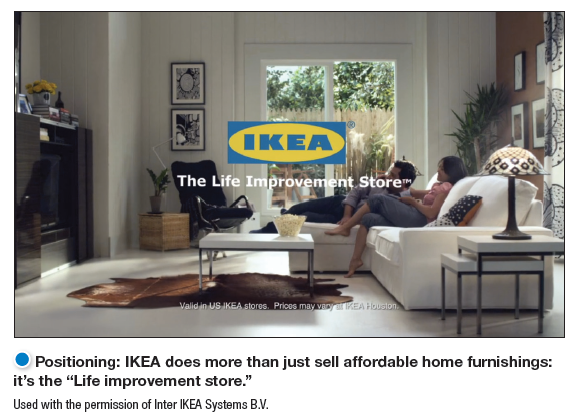 IKEA®
The Life Improvement Store™
Valid in US IKEA stores. Prices may vary at IKEA Houston.
Positioning: IKEA does more than just sell affordable home furnishings:
it's the “Life improvement store.”
Used with the permission of Inter IKEA Systems B.V.